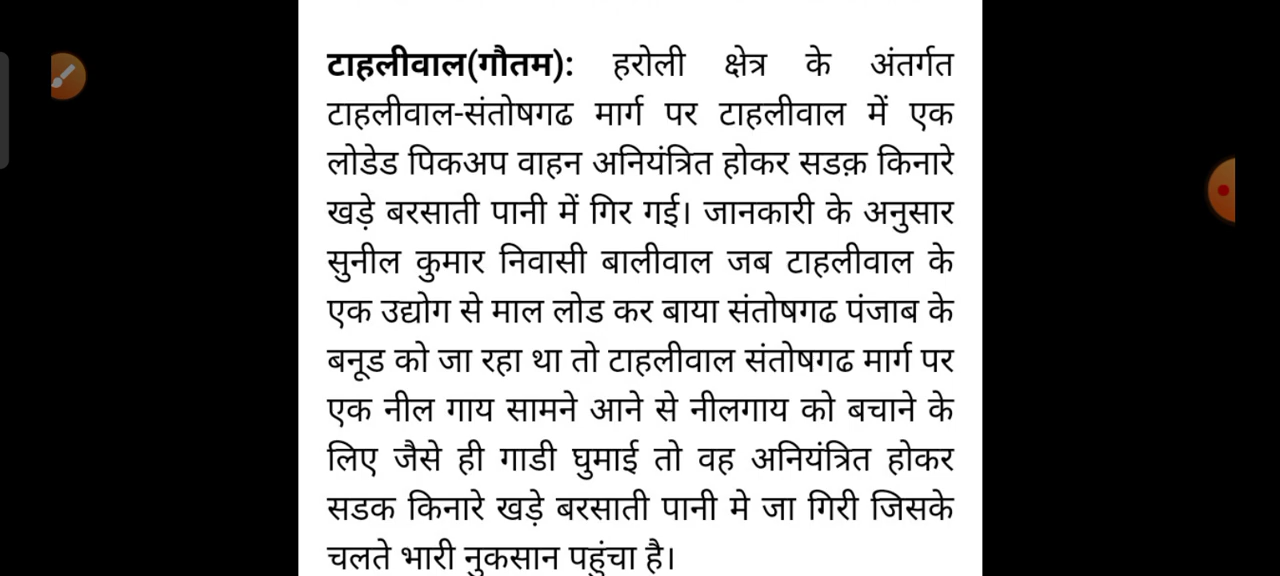 टाहलीवाल(गौतम): हरोली क्षेत्र के अंतर्गत
टाहलीवाल-संतोषगढ मार्ग पर टाहलीवाल में एक
लोडेड पिकअप वाहन अनियंत्रित होकर सडक़ किनारे
खड़े बरसाती पानी में गिर गई। जानकारी के अनुसार
सुनील कुमार निवासी बालीवाल जब टाहलीवाल के
एक उद्योग से माल लोड कर बाया संतोषगढ पंजाब के
बनूड को जा रहा था तो टाहलीवाल संतोषगढ मार्ग पर
एक नील गाय सामने आने से नीलगाय को बचाने के
लिए जैसे ही गाडी घुमाई तो वह अनियंत्रित होकर
सडक किनारे खड़े बरसाती पानी मे जा गिरी जिसके
चलते भारी नुकसान पहुंचा है।